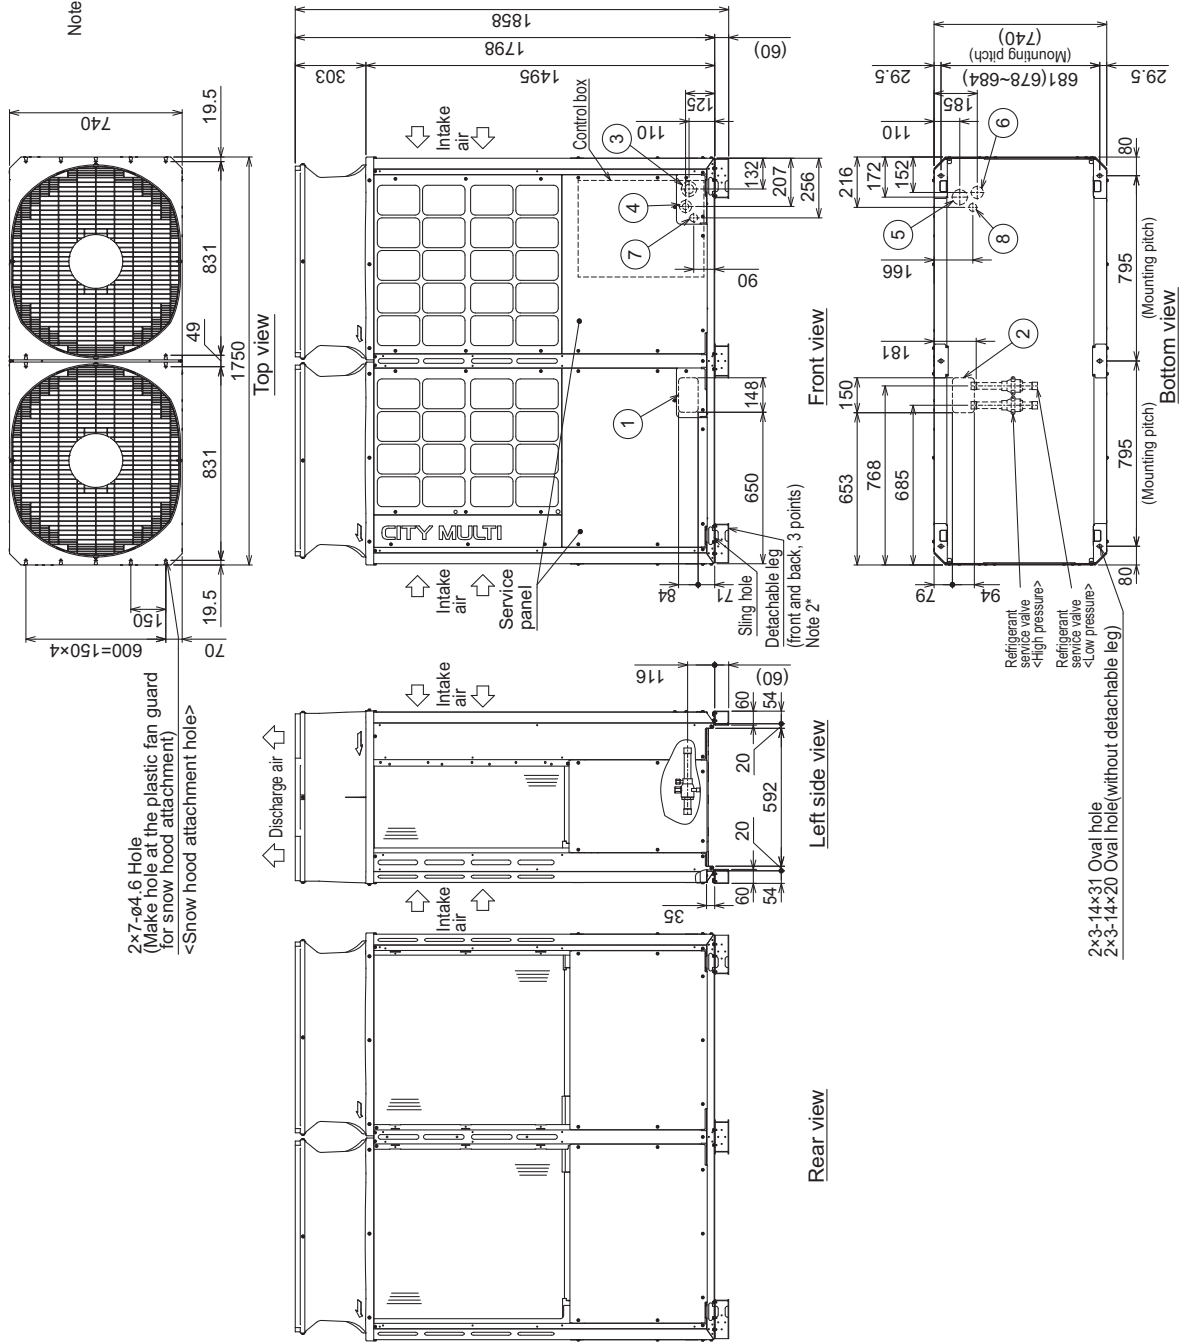 Note
740
19.5
831
49
1750
831
19.5
150
600=150×4
70
Top view
2×7-ø4.6 Hole
(Make hole at the plastic fan guard
for snow hood attachment)
<Snow hood attachment hole>
1858
1798
(60)
303
1495
125
110
Intake
air
Control box
3
4
7
132
207
256
90
1
148
650
CITY MULTI
Intake
air
Service
panel
84
71
Sling hole
Detachable leg
(front and back, 3 points)
Note 2*
Front view
Discharge air
Intake
air
Intake
air
116
(60)
60
54
20
592
20
60
54
35
Left side view
Rear view
(740)
(Mounting pitch)
681(678~684)
29.5
29.5
185
110
6
80
216
172
152
5
8
166
795
(Mounting pitch)
2
181
150
653
768
685
795
(Mounting pitch)
79
94
80
Refrigerant
service valve
<High pressure>
Refrigerant
service valve
<Low pressure>
2×3-14×31 Oval hole
2×3-14×20 Oval hole(without detachable leg)
Bottom view